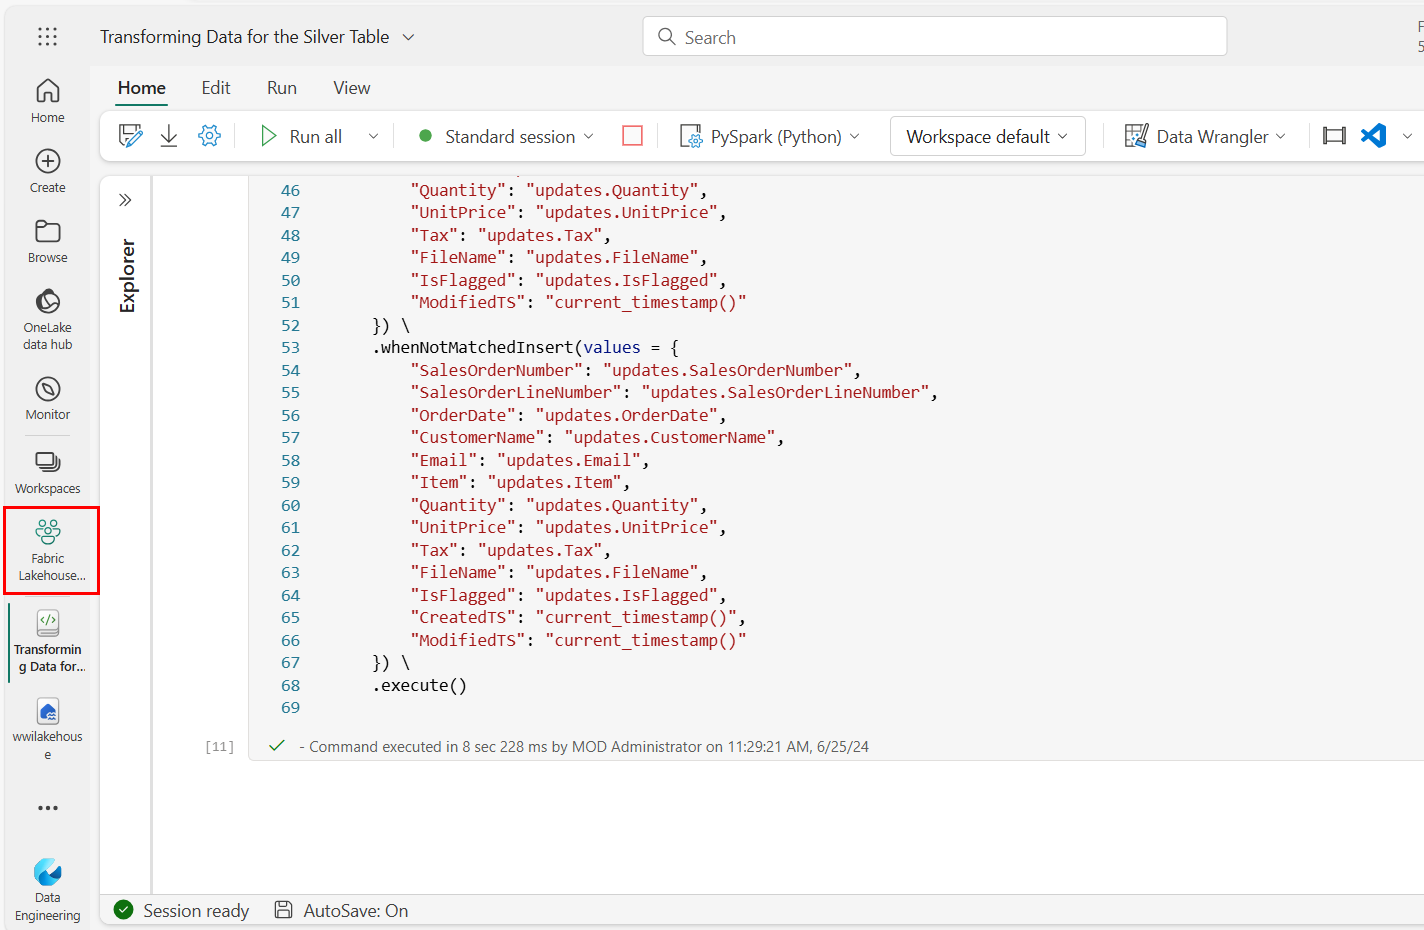 Transforming Data for the Silver Table
Search
F
5
Home
Edit
Run
View
Run all
Standard session
PySpark (Python)
Workspace default
Data Wrangler
Home
Create
Browse
OneLake
data hub
Monitor
Workspaces
Fabric
Lakehouse...
Transformin
g Data for...
wwilakehous
e
Data
Engineering
Explorer
46 "Quantity": "updates.Quantity",
47 "UnitPrice": "updates.UnitPrice",
48 "Tax": "updates.Tax",
49 "FileName": "updates.FileName",
50 "IsFlagged": "updates.IsFlagged",
51 "ModifiedTS": "current_timestamp()"
52 }) \
53 .whenNotMatchedInsert(values = {
54 "SalesOrderNumber": "updates.SalesOrderNumber",
55 "SalesOrderLineNumber": "updates.SalesOrderLineNumber",
56 "OrderDate": "updates.OrderDate",
57 "CustomerName": "updates.CustomerName",
58 "Email": "updates.Email",
59 "Item": "updates.Item",
60 "Quantity": "updates.Quantity",
61 "UnitPrice": "updates.UnitPrice",
62 "Tax": "updates.Tax",
63 "FileName": "updates.FileName",
64 "IsFlagged": "updates.IsFlagged",
65 "CreatedTS": "current_timestamp()",
66 "ModifiedTS": "current_timestamp()"
67 }) \
68 .execute()
69
[11] - Command executed in 8 sec 228 ms by MOD Administrator on 11:29:21 AM, 6/25/24
Session ready
AutoSave: On